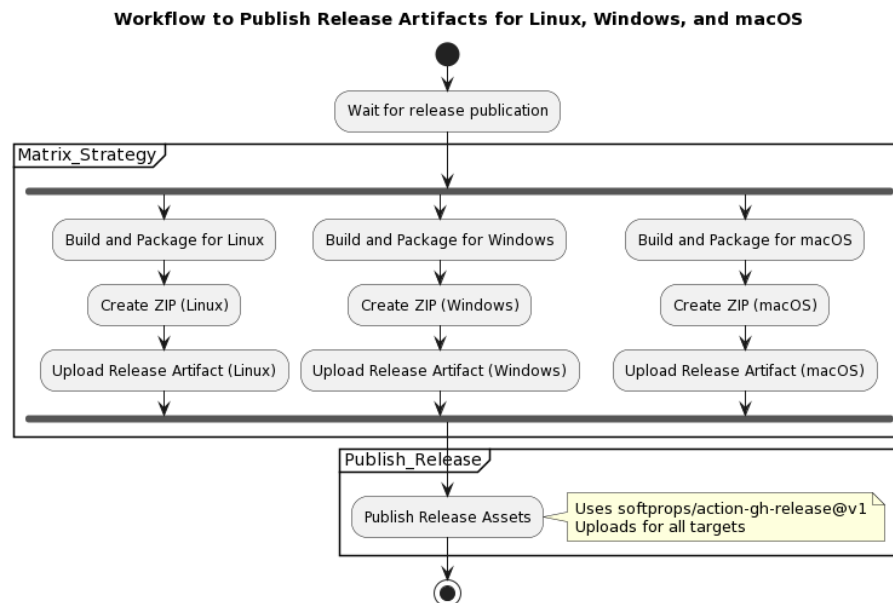 Workflow to Publish Release Artifacts for Linux, Windows, and macOS
Wait for release publication
Matrix_Strategy
Build and Package for Linux
Build and Package for Windows
Build and Package for macOS
Create ZIP (Linux)
Create ZIP (Windows)
Create ZIP (macOS)
Upload Release Artifact (Linux)
Upload Release Artifact (Windows)
Upload Release Artifact (macOS)
Publish_Release
Publish Release Assets
Uses softprops/action-gh-release@v1
Uploads for all targets